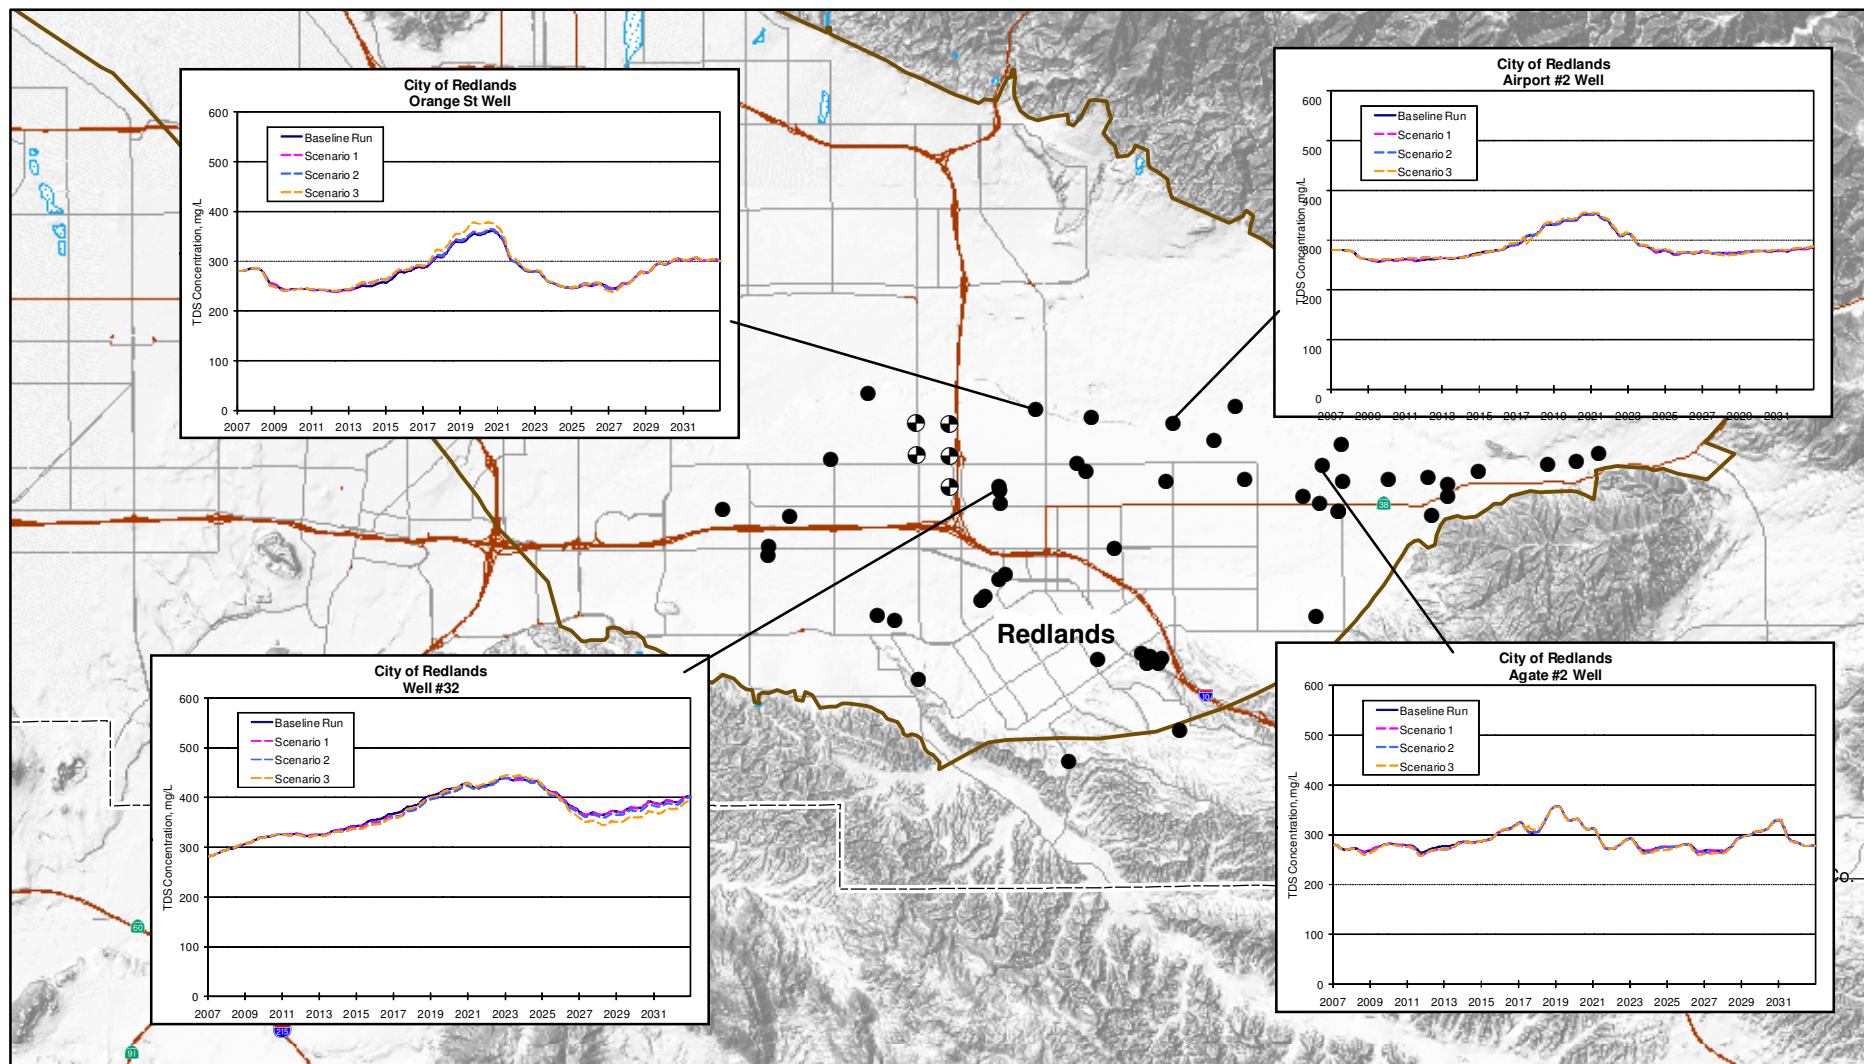 City of Redlands
Orange St Well
600
500
400
300
200
100
0
TDS Concentration, mg/L
Baseline Run
Scenario 1
Scenario 2
Scenario 3
2007 2009 2011 2013 2015 2017 2019 2021 2023 2025 2027 2029 2031
City of Redlands
Airport #2 Well
600
500
400
300
200
100
0
TDS Concentration, mg/L
Baseline Run
Scenario 1
Scenario 2
Scenario 3
2007 2009 2011 2013 2015 2017 2019 2021 2023 2025 2027 2029 2031
38
Redlands
10
City of Redlands
Well #32
600
500
400
300
200
100
0
TDS Concentration, mg/L
Baseline Run
Scenario 1
Scenario 2
Scenario 3
2007 2009 2011 2013 2015 2017 2019 2021 2023 2025 2027 2029 2031
City of Redlands
Agate #2 Well
600
500
400
300
200
100
0
TDS Concentration, mg/L
Baseline Run
Scenario 1
Scenario 2
Scenario 3
2007 2009 2011 2013 2015 2017 2019 2021 2023 2025 2027 2029 2031
Co.
60
215
91